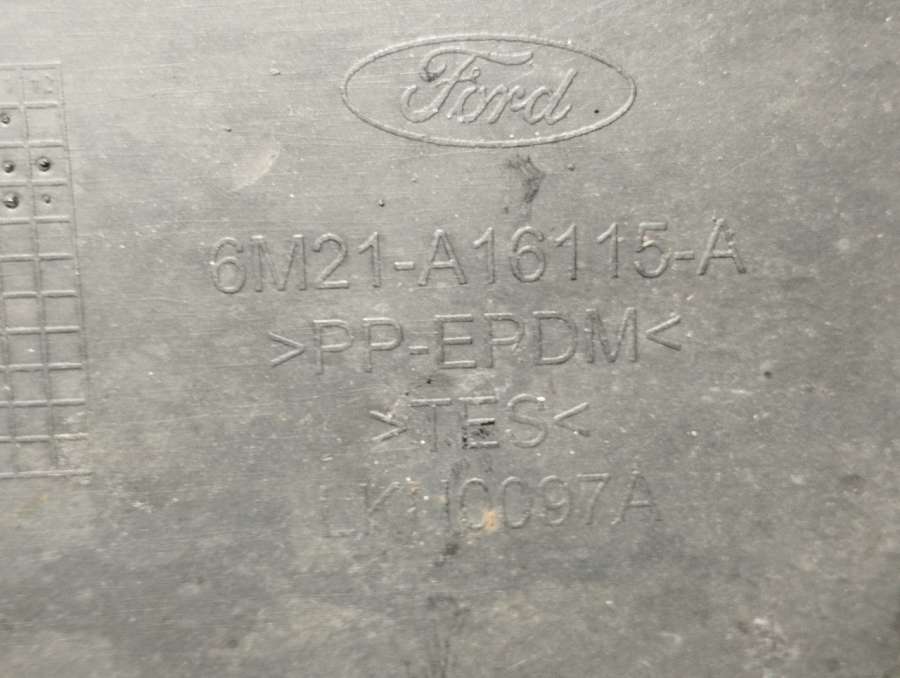 Ford
6M21-A16115-A
>PP-EPDM<
>TES<